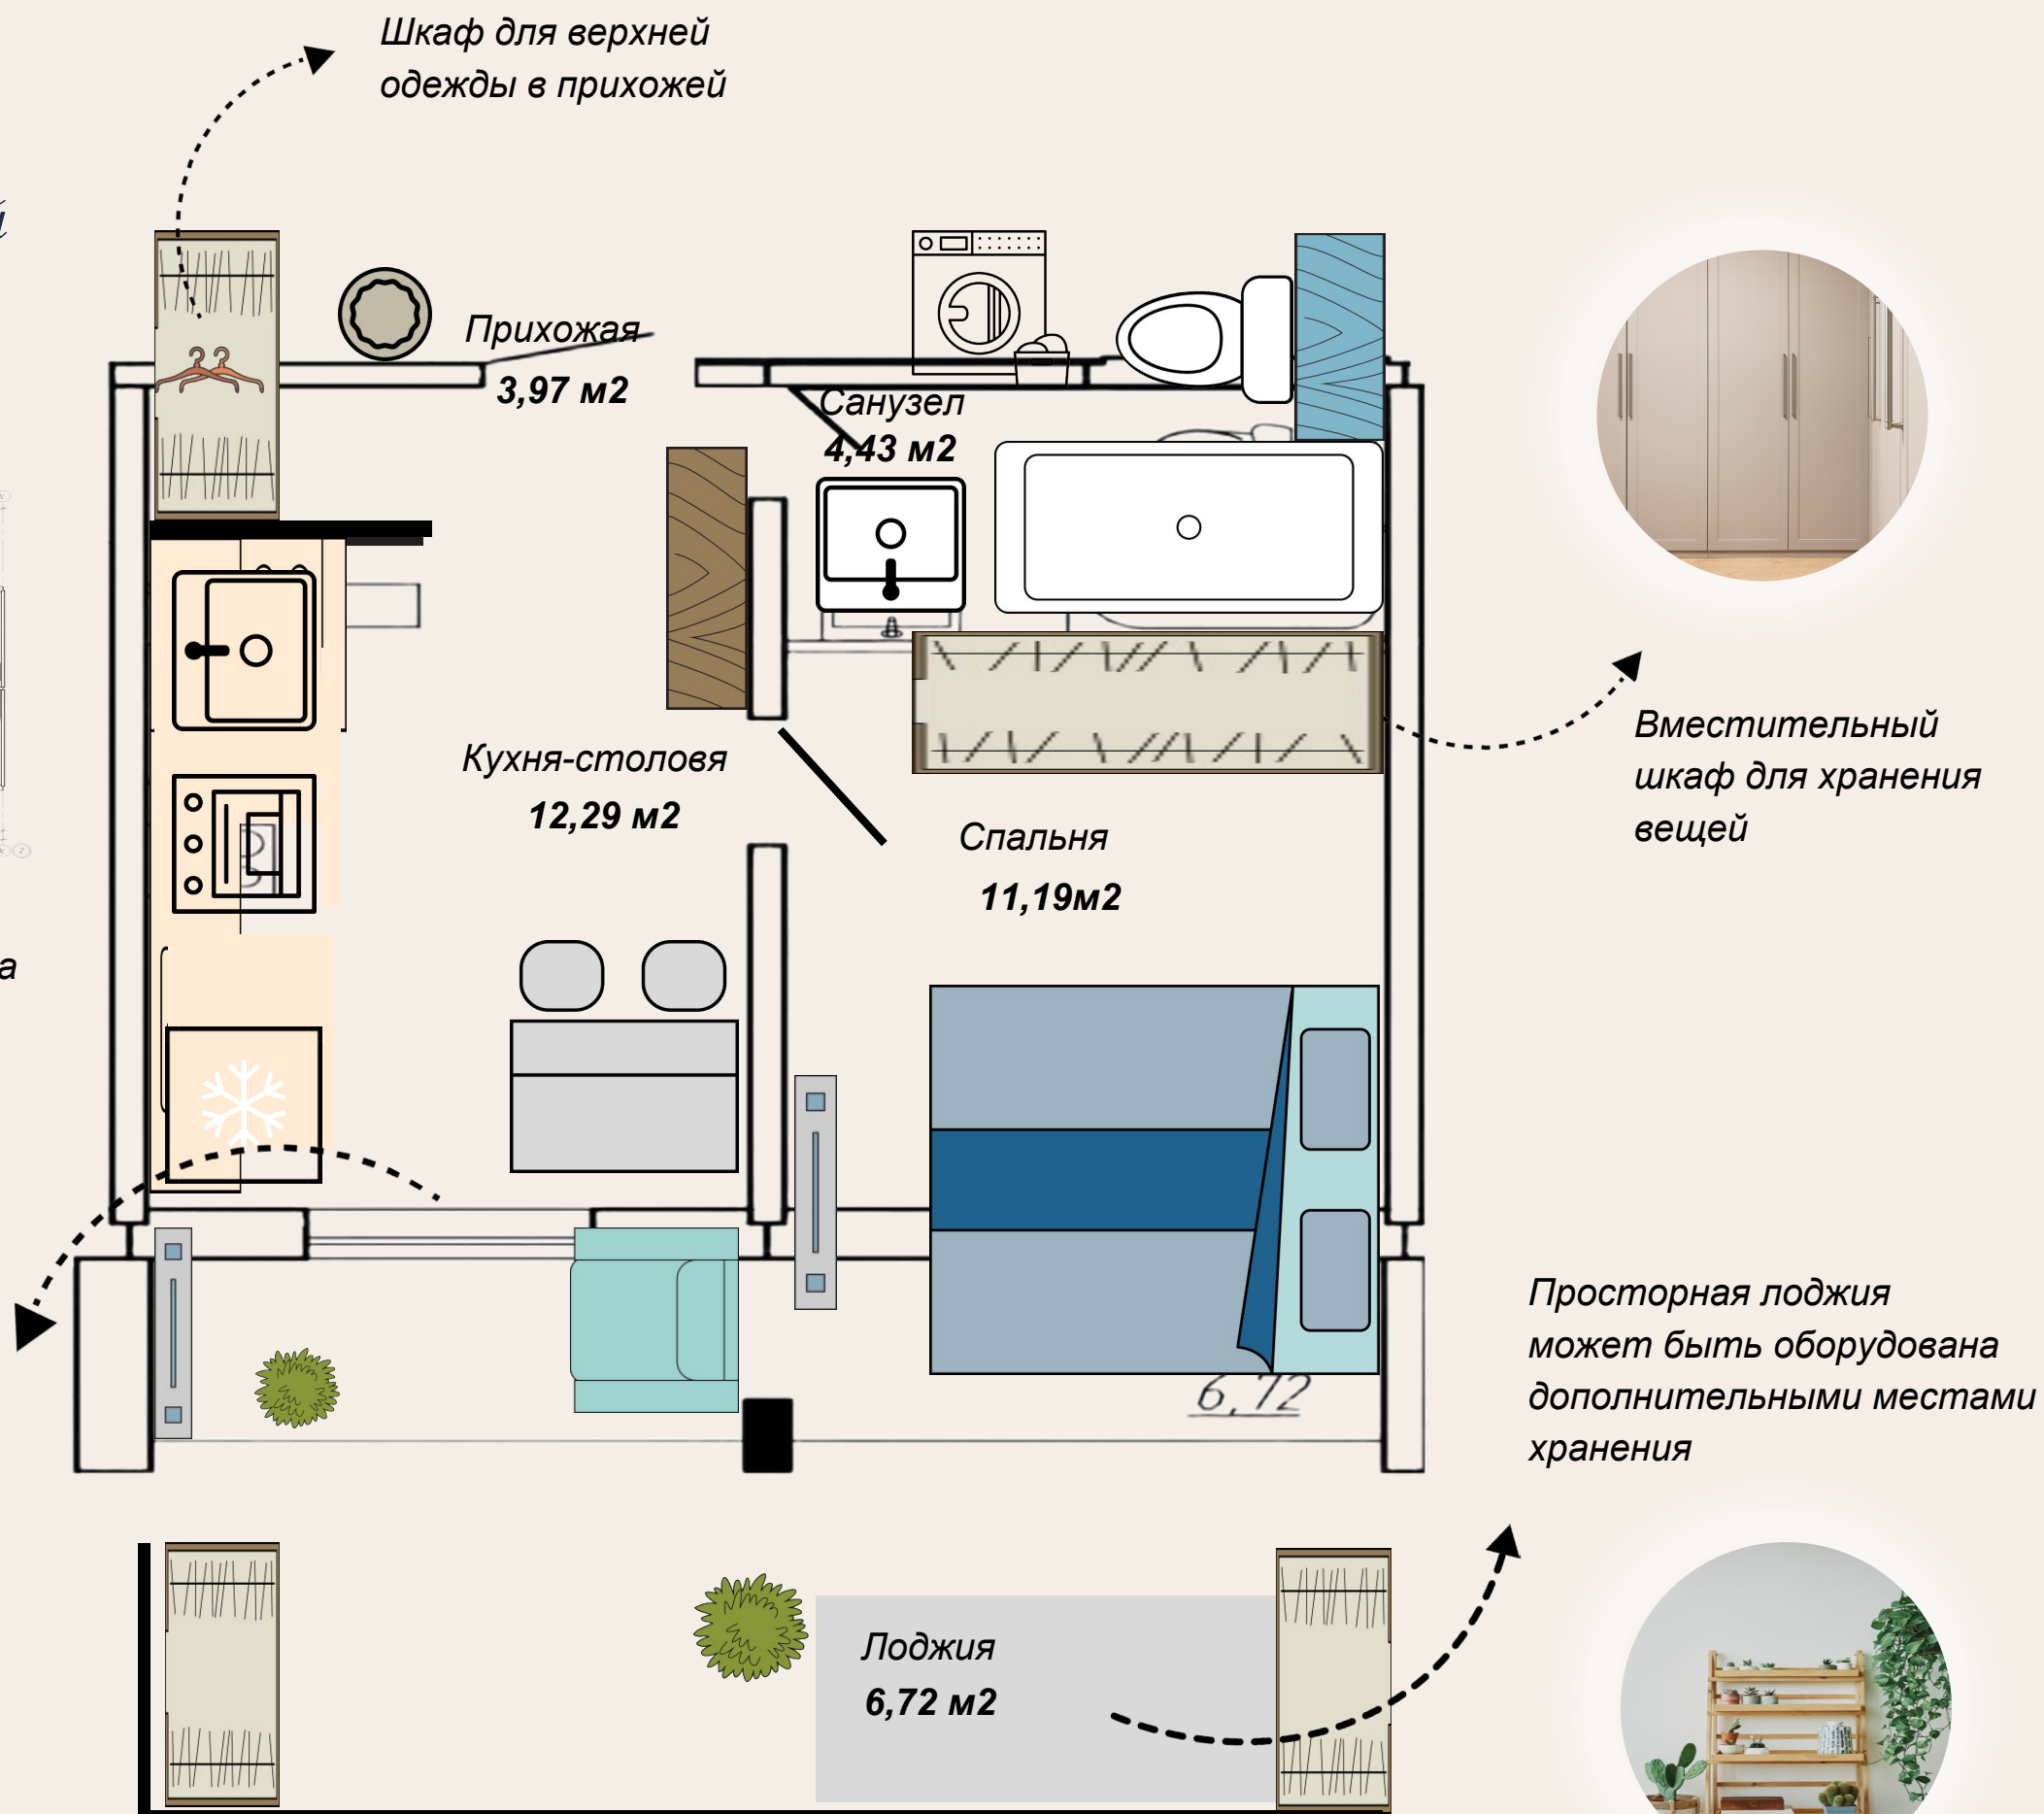 Шкаф для верхней
одежды в прихожей
Прихожая
3,97 м2
Санузел
4,43 м2
Кухня-столовя
12,29 м2
Спальня
11,19м2
Вместительный
шкаф для хранения
вещей
а
Просторная лоджия
может быть оборудована
дополнительными местами
хранения
6,72
Лоджия
6,72 м2